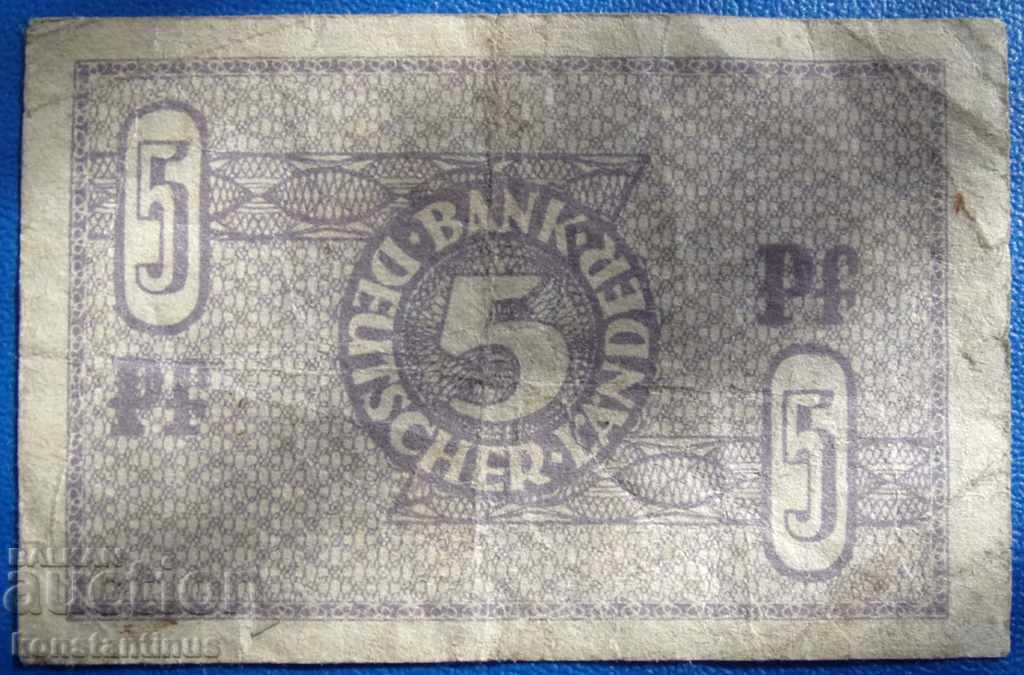 5
Pf
BANK·DEUTSCHER·LÄNDER
5
Pf
5
BALKAN
auction
konstantinus